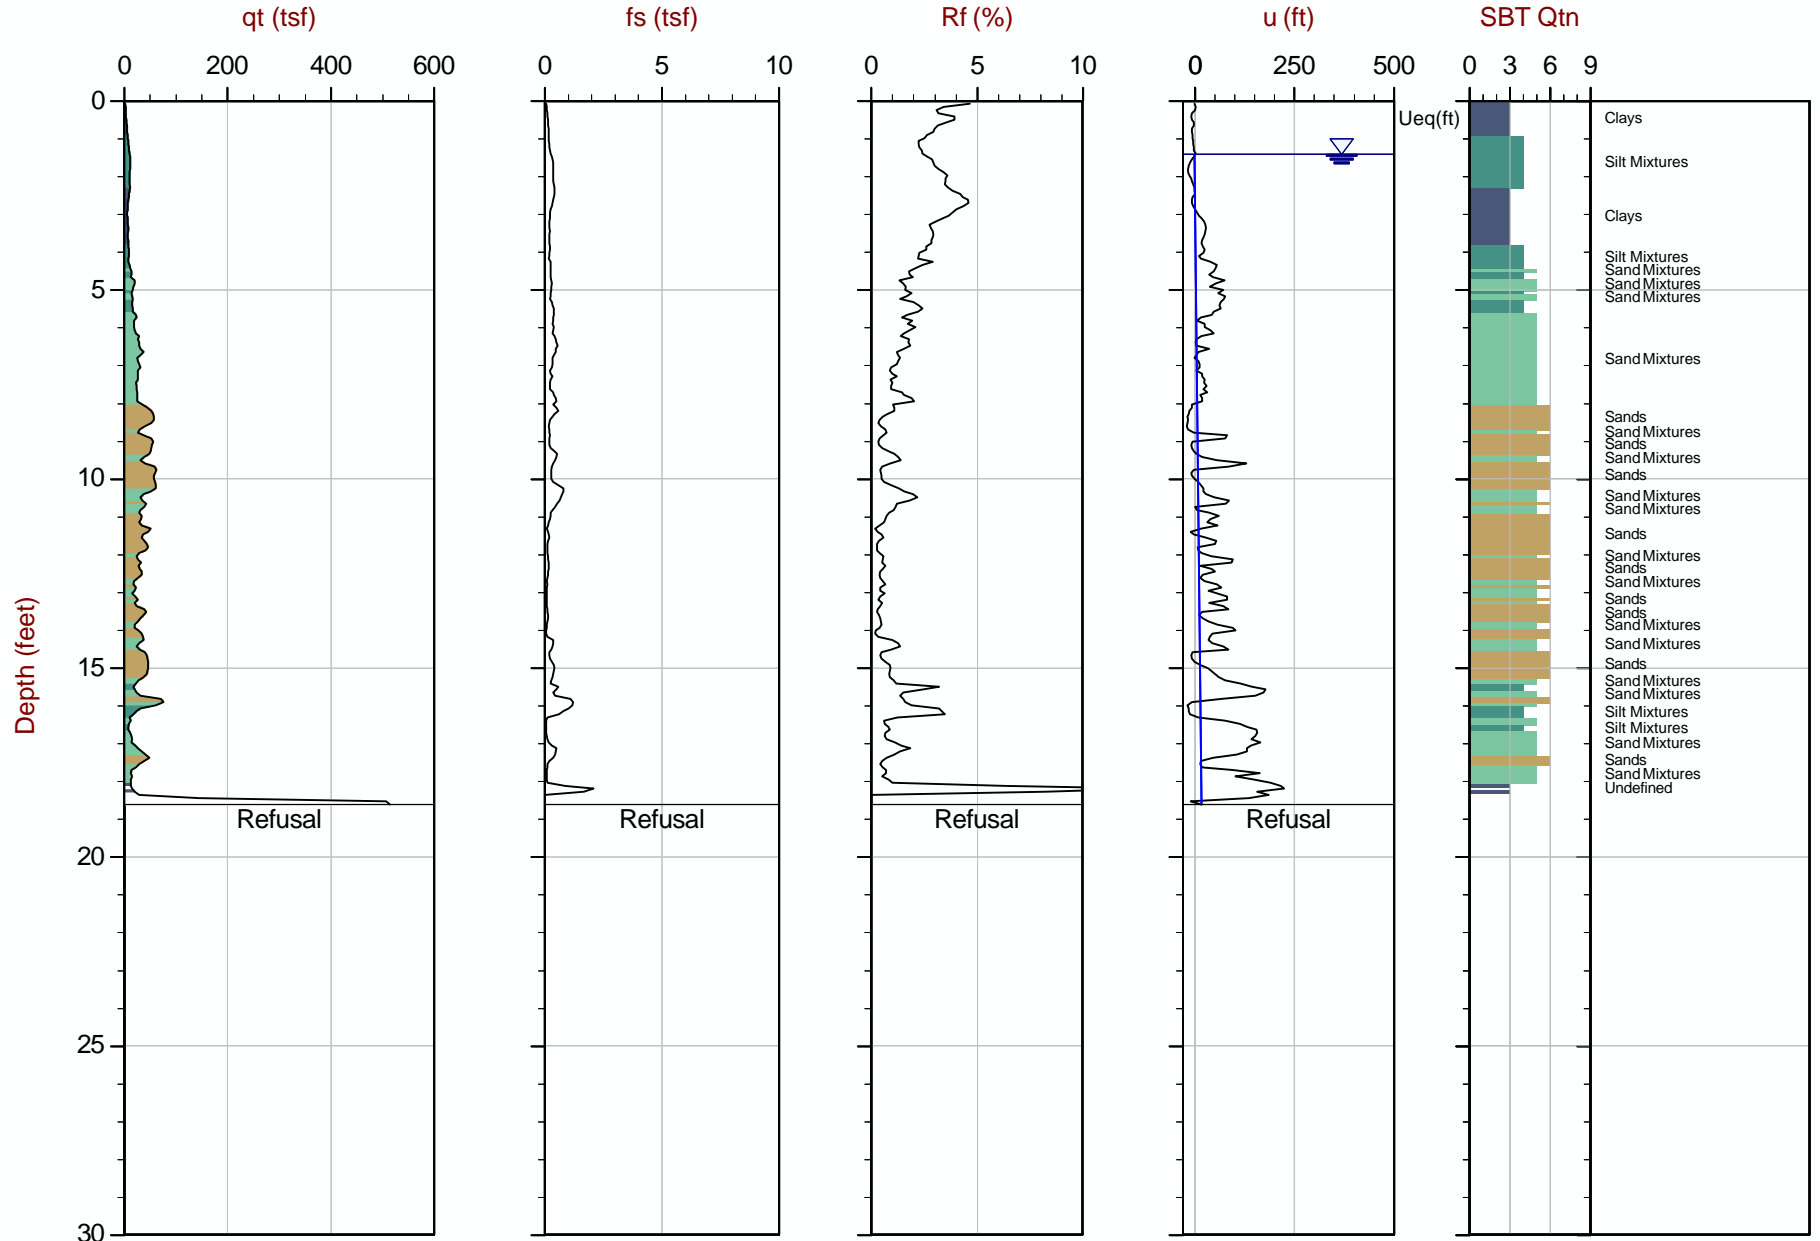 qt (tsf) fs (tsf) Rf (%) u (ft) SBT Qtn
0 200 400 600 0 5 10 0 5 10 0 250 500 0 3 6 9
0
Ueq(ft)
Clays
Silt Mixtures
Clays
Silt Mixtures
Sand Mixtures
Sand Mixtures
5
Sand Mixtures
Sand Mixtures
Sands
Sand Mixtures
Sands
Sand Mixtures
Sands
10
Sand Mixtures
Sand Mixtures
Sands
Sand Mixtures
Sands
Sand Mixtures
Sands
Sands
Sand Mixtures
Sand Mixtures
Sands
15
Sand Mixtures
Sand Mixtures
Silt Mixtures
Silt Mixtures
Sand Mixtures
Sands
Sand Mixtures
Undefined
Refusal Refusal Refusal Refusal
20
25
30
Depth (feet)